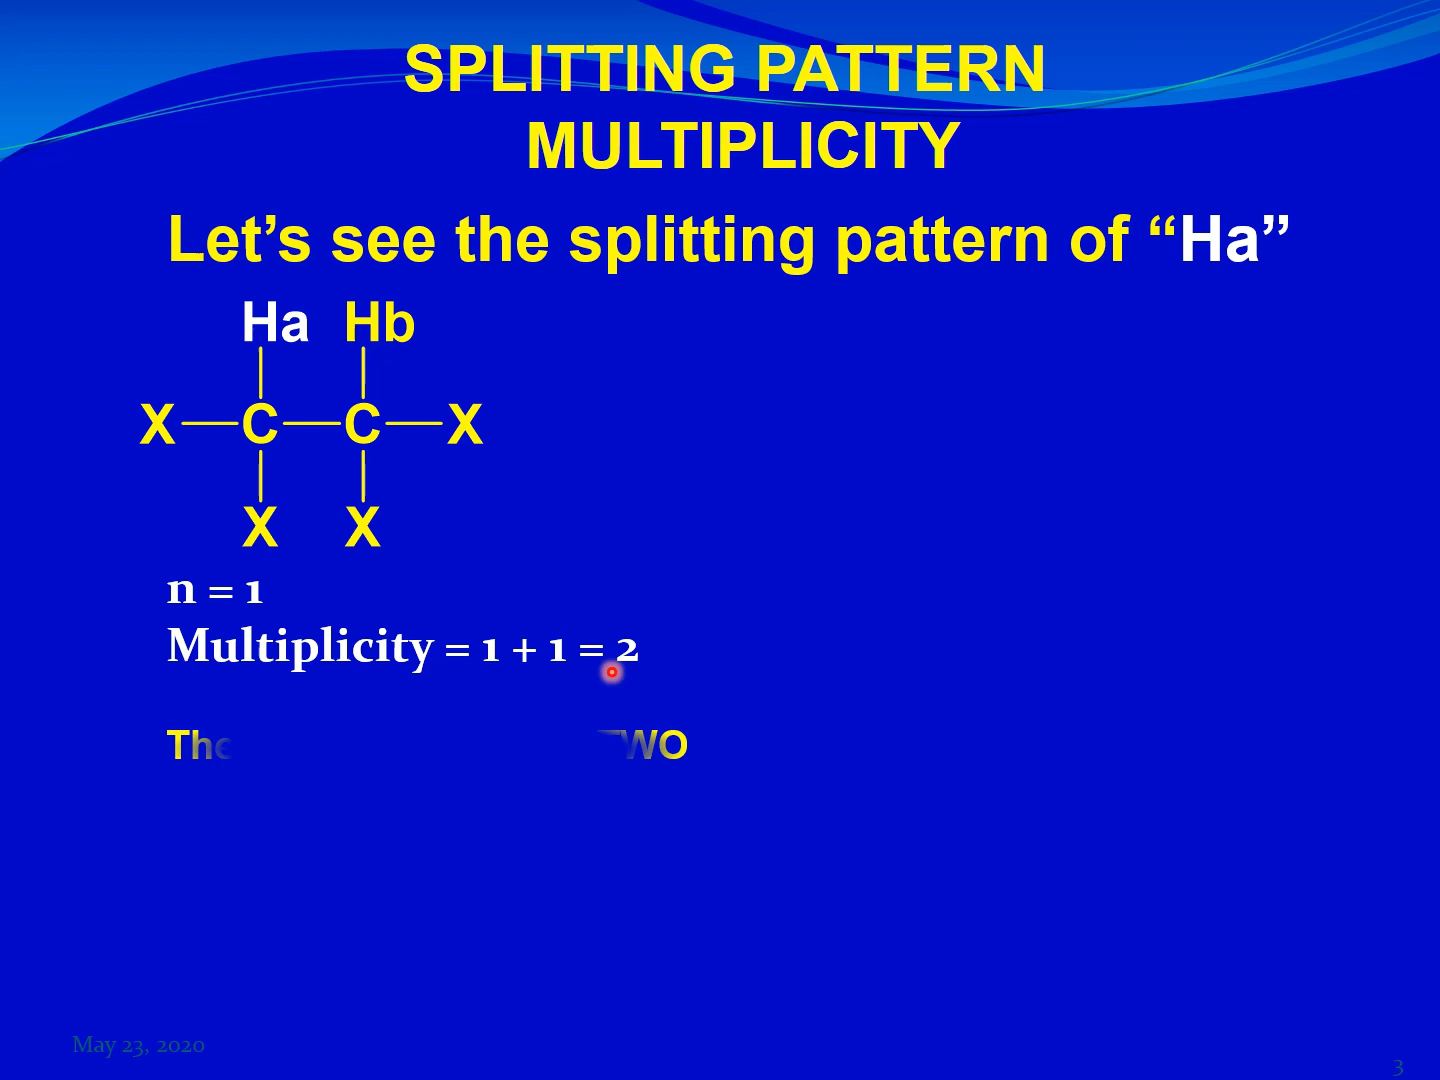 SPLITTING PATTERN
MULTIPLICITY
Let’s see the splitting pattern of “Ha”
Ha Hb
X C C X
X X
n = 1
Multiplicity = 1 + 1 = 2
May 23, 2020
3